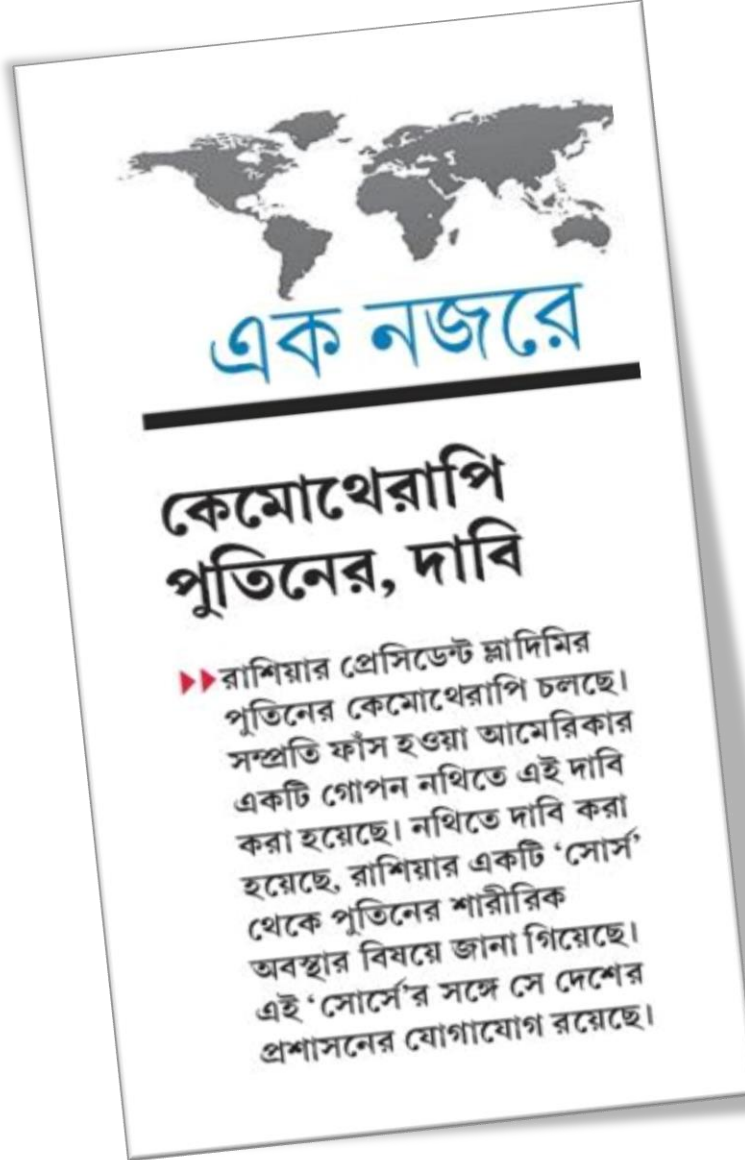 এক নজরে
কেমোথেরাপি
পুতিনের, দাবি
রাশিয়ার প্রেসিডেন্ট ভ্লাদিমির
পুতিনের কেমোথেরাপি চলছে।
সম্প্রতি ফাঁস হওয়া আমেরিকার
একটি গোপন নথিতে এই দাবি
করা হয়েছে। নথিতে দাবি করা
হয়েছে, রাশিয়ার একটি ‘সোর্স’
থেকে পুতিনের শারীরিক
অবস্থার বিষয়ে জানা গিয়েছে।
এই ‘সোর্সে’র সঙ্গে সে দেশের
প্রশাসনের যোগাযোগ রয়েছে।